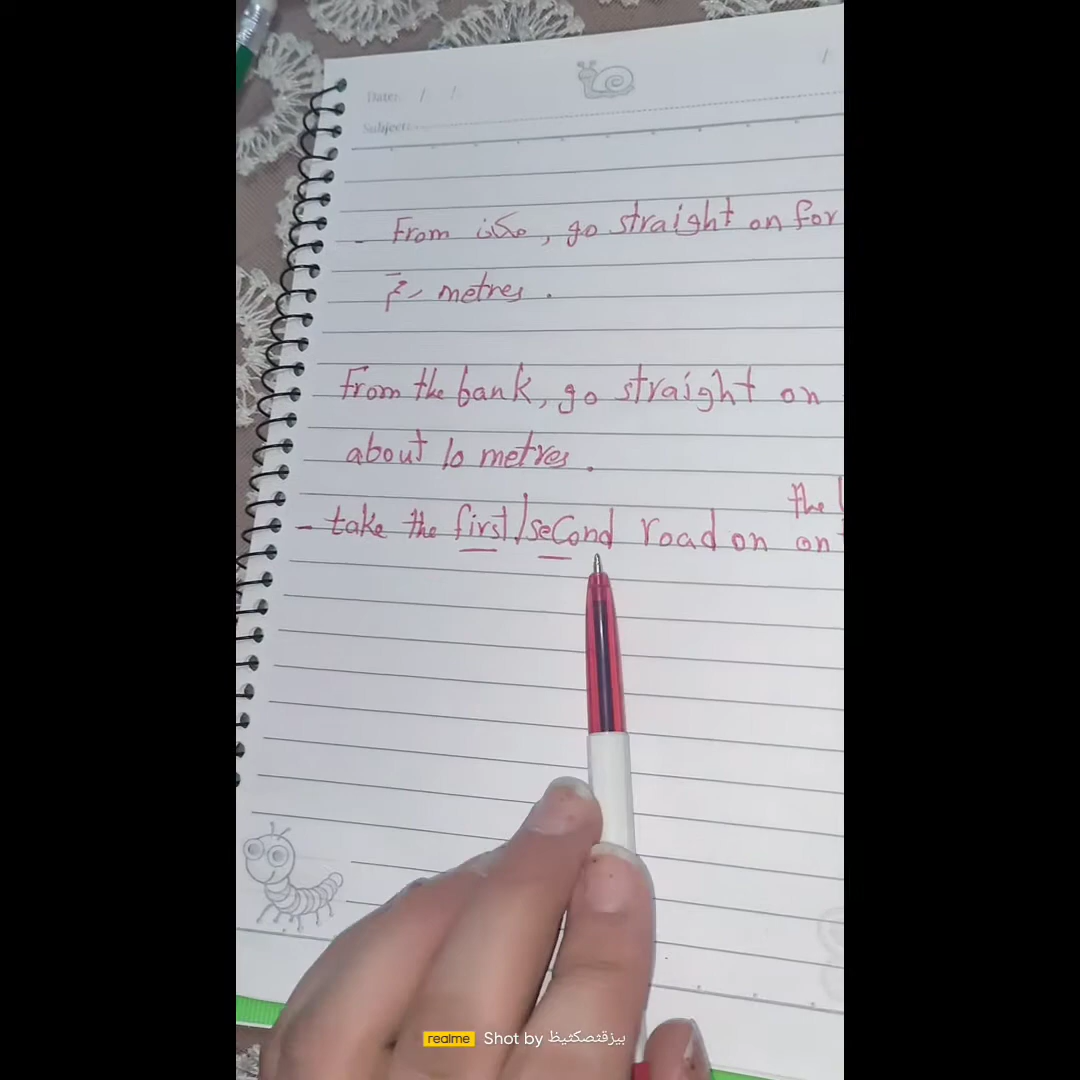 Date: / /
/
Subject:
- From مكان, go straight on for
metres.
From the bank, go straight on
about 10 metres.
the
- take the first/second road on on
realme Shot by بيزقثصكثيظ